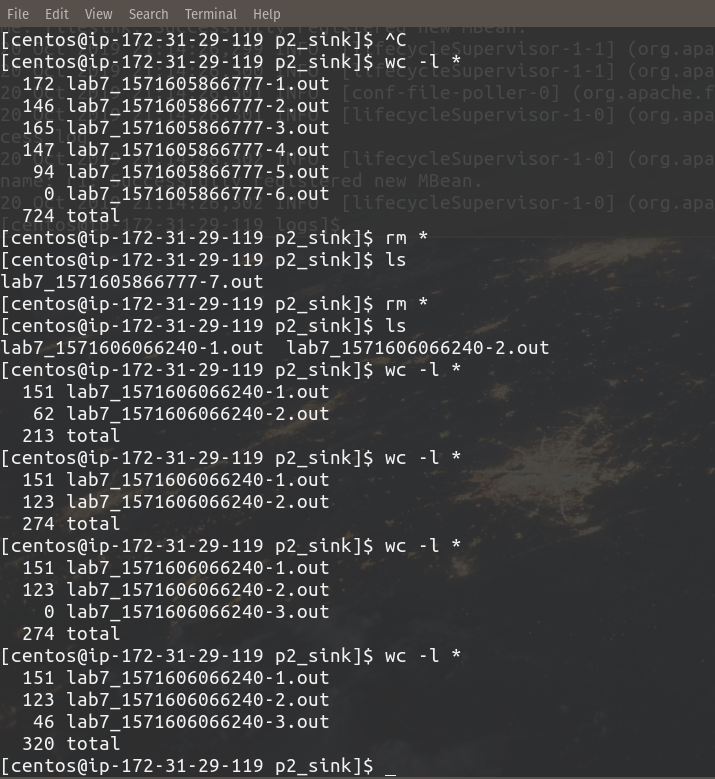 File Edit View Search Terminal Help
[centos@ip-172-31-29-119 p2_sink]$ ^C
[centos@ip-172-31-29-119 p2_sink]$ wc -l *
172 lab7_1571605866777-1.out
146 lab7_1571605866777-2.out
165 lab7_1571605866777-3.out
147 lab7_1571605866777-4.out
94 lab7_1571605866777-5.out
0 lab7_1571605866777-6.out
724 total
[centos@ip-172-31-29-119 p2_sink]$ rm *
[centos@ip-172-31-29-119 p2_sink]$ ls
lab7_1571605866777-7.out
[centos@ip-172-31-29-119 p2_sink]$ rm *
[centos@ip-172-31-29-119 p2_sink]$ ls
lab7_1571606066240-1.out  lab7_1571606066240-2.out
[centos@ip-172-31-29-119 p2_sink]$ wc -l *
151 lab7_1571606066240-1.out
62 lab7_1571606066240-2.out
213 total
[centos@ip-172-31-29-119 p2_sink]$ wc -l *
151 lab7_1571606066240-1.out
123 lab7_1571606066240-2.out
274 total
[centos@ip-172-31-29-119 p2_sink]$ wc -l *
151 lab7_1571606066240-1.out
123 lab7_1571606066240-2.out
0 lab7_1571606066240-3.out
274 total
[centos@ip-172-31-29-119 p2_sink]$ wc -l *
151 lab7_1571606066240-1.out
123 lab7_1571606066240-2.out
46 lab7_1571606066240-3.out
320 total
[centos@ip-172-31-29-119 p2_sink]$ _